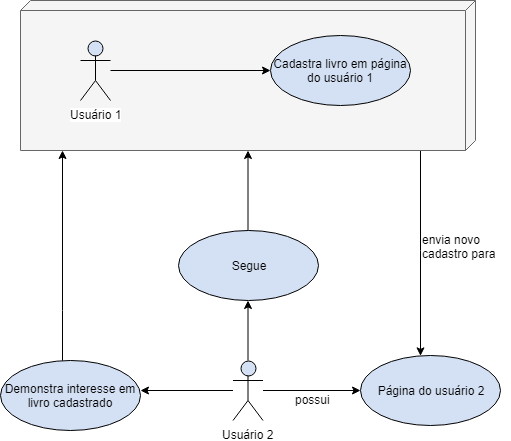 Cadastra livro em página
do usuário 1
Usuário 1
envia novo
cadastro para
Segue
Demonstra interesse em
livro cadastrado
possui
Página do usuário 2
Usuário 2